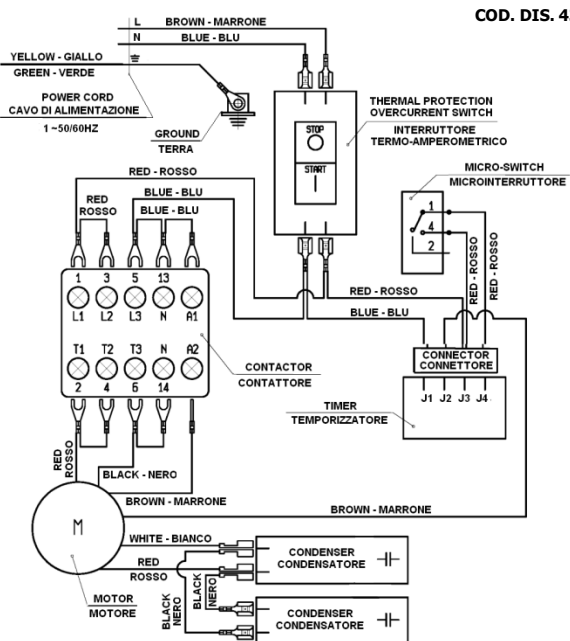 COD. DIS. 4
L BROWN - MARRONE
N BLUE - BLU
YELLOW - GIALLO
GREEN - VERDE
POWER CORD
CAVO DI ALIMENTAZIONE
1 ~50/60HZ
GROUND
TERRA
THERMAL PROTECTION
OVERCURRENT SWITCH
INTERRUTTORE
TERMO-AMPEROMETRICO
STOP
START
MICRO-SWITCH
MICROINTERRUTTORE
1
4
2
RED - ROSSO
RED - ROSSO
RED - ROSSO
BLUE - BLU
BLUE - BLU
RED
ROSSO
1 3 5 13
L1 L2 L3 N A1
T1 T2 T3 N A2
2 4 6 14
RED - ROSSO
BLUE - BLU
CONTACTOR
CONTATTORE
CONNECTOR
CONNETTORE
J1 J2 J3 J4
TIMER
TEMPORIZZATORE
RED
ROSSO
BLACK - NERO
BROWN - MARRONE
BROWN - MARRONE
M
MOTOR
MOTORE
WHITE - BIANCO
RED
ROSSO
BLACK
NERO
BLACK
NERO
CONDENSER
CONDENSATORE
CONDENSER
CONDENSATORE